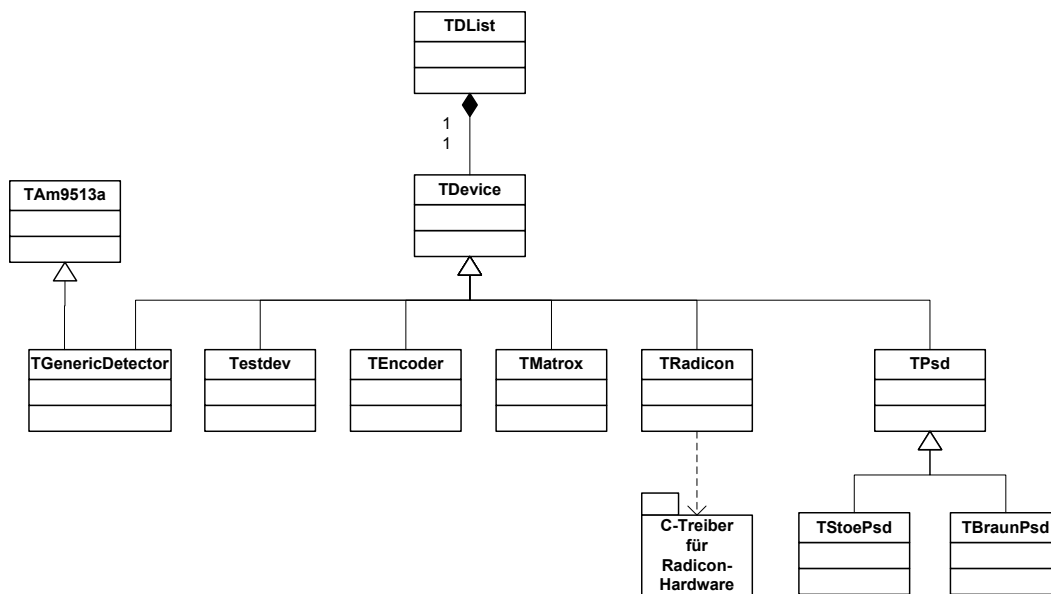 TDList
1
1
TAm9513a
TDevice
TGenericDetector
Testdev
TEncoder
TMatrox
TRadicon
TPsd
C-Treiber
für
Radicon-
Hardware
TStoePsd
TBraunPsd